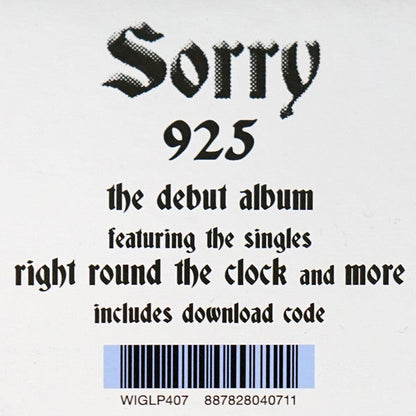 Sorry
925
the debut album
featuring the singles
right round the clock and more
includes download code
WIGLP407 887828040711